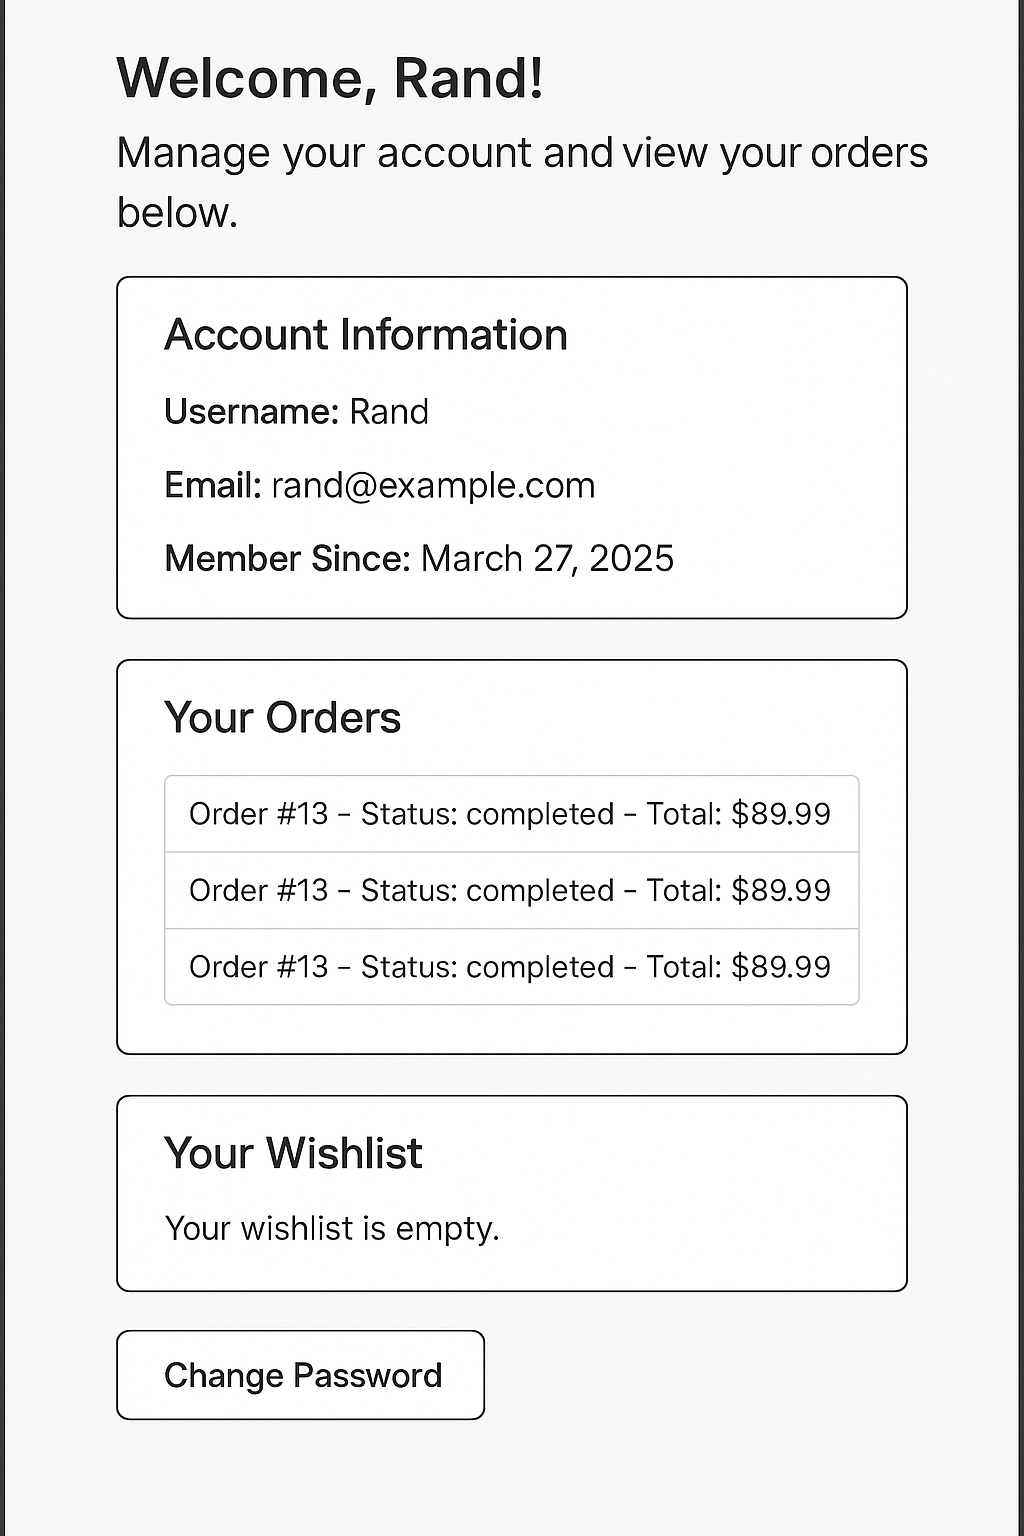 Welcome, Rand!
Manage your account and view your orders
below.
Account Information
Username: Rand
Email: rand@example.com
Member Since: March 27, 2025
Your Orders
Order #13 – Status: completed – Total: $89.99
Order #13 – Status: completed – Total: $89.99
Order #13 – Status: completed – Total: $89.99
Your Wishlist
Your wishlist is empty.
Change Password